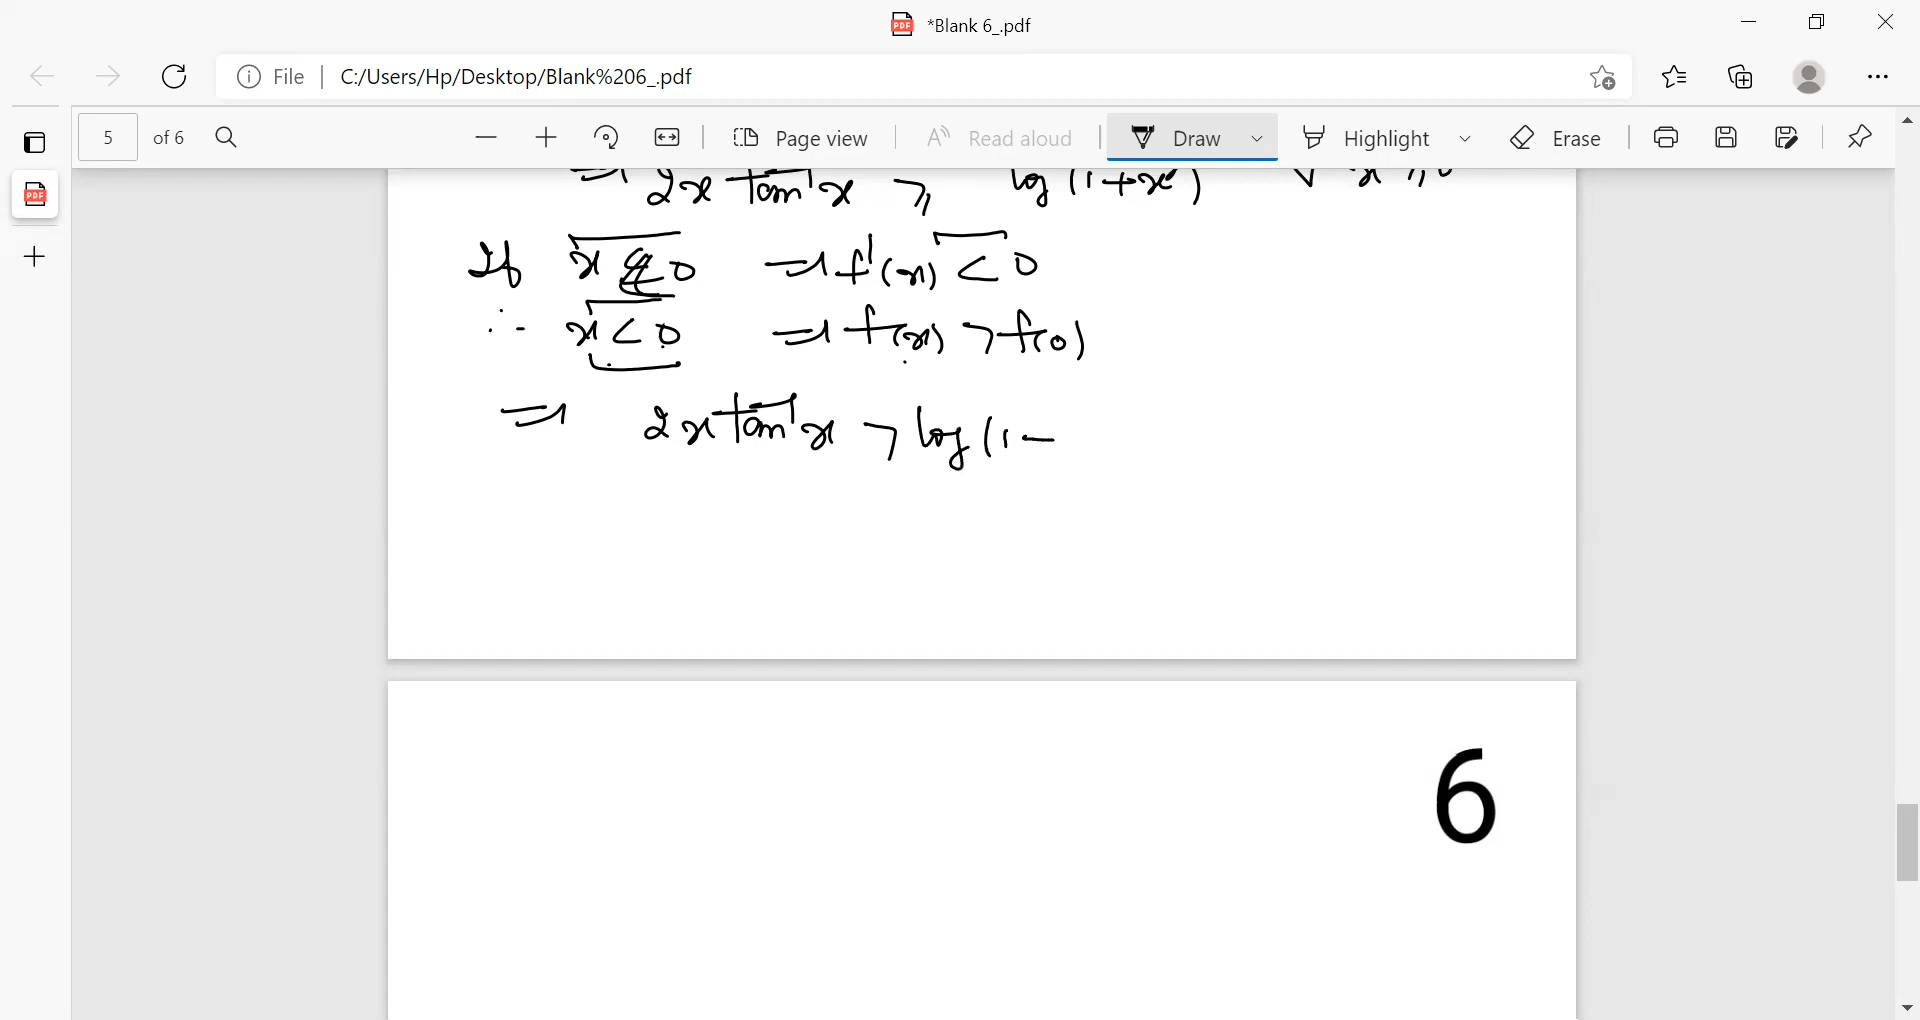 *Blank 6_.pdf
File | C:/Users/Hp/Desktop/Blank%206_.pdf
5 of 6 Page view Read aloud Draw Highlight Erase
⇒ 2x tan⁻¹x ≥ log(1+x²) ∀ x ≥ 0
If x < 0 ⇒ f'(x) < 0
∴ x < 0 ⇒ f(x) > f(0)
⇒ 2x tan⁻¹x > log(1-
6